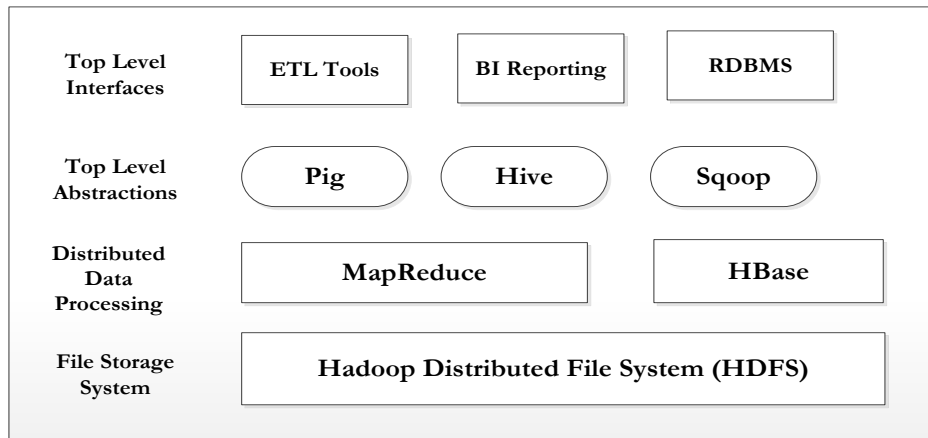 Top Level
Interfaces
ETL Tools
BI Reporting
RDBMS
Top Level
Abstractions
Pig
Hive
Sqoop
Distributed
Data
Processing
MapReduce
HBase
File Storage
System
Hadoop Distributed File System (HDFS)